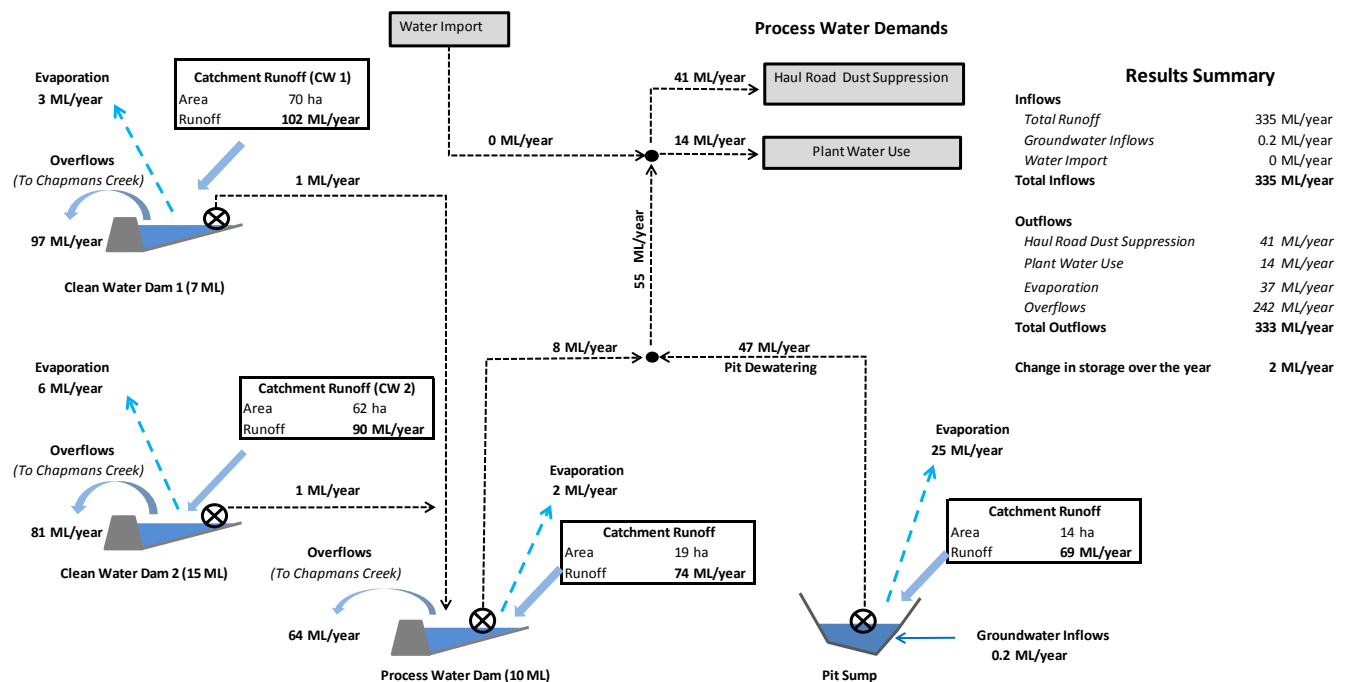 Water Import
Process Water Demands
Evaporation
3 ML/year
Catchment Runoff (CW 1)
Area 70 ha
Runoff 102 ML/year
Overflows
(To Chapmans Creek)
97 ML/year
1 ML/year
Clean Water Dam 1 (7 ML)
0 ML/year
41 ML/year
Haul Road Dust Suppression
14 ML/year
Plant Water Use
55 ML/year
Results Summary
Inflows
Total Runoff 335 ML/year
Groundwater Inflows 0.2 ML/year
Water Import 0 ML/year
Total Inflows 335 ML/year
Outflows
Haul Road Dust Suppression 41 ML/year
Plant Water Use 14 ML/year
Evaporation 37 ML/year
Overflows 242 ML/year
Total Outflows 333 ML/year
Change in storage over the year 2 ML/year
Evaporation
6 ML/year
Catchment Runoff (CW 2)
Area 62 ha
Runoff 90 ML/year
Overflows
(To Chapmans Creek)
81 ML/year
1 ML/year
Clean Water Dam 2 (15 ML)
8 ML/year
47 ML/year
Pit Dewatering
Evaporation
2 ML/year
Catchment Runoff
Area 19 ha
Runoff 74 ML/year
Overflows
(To Chapmans Creek)
64 ML/year
Process Water Dam (10 ML)
Evaporation
25 ML/year
Catchment Runoff
Area 14 ha
Runoff 69 ML/year
Groundwater Inflows
0.2 ML/year
Pit Sump